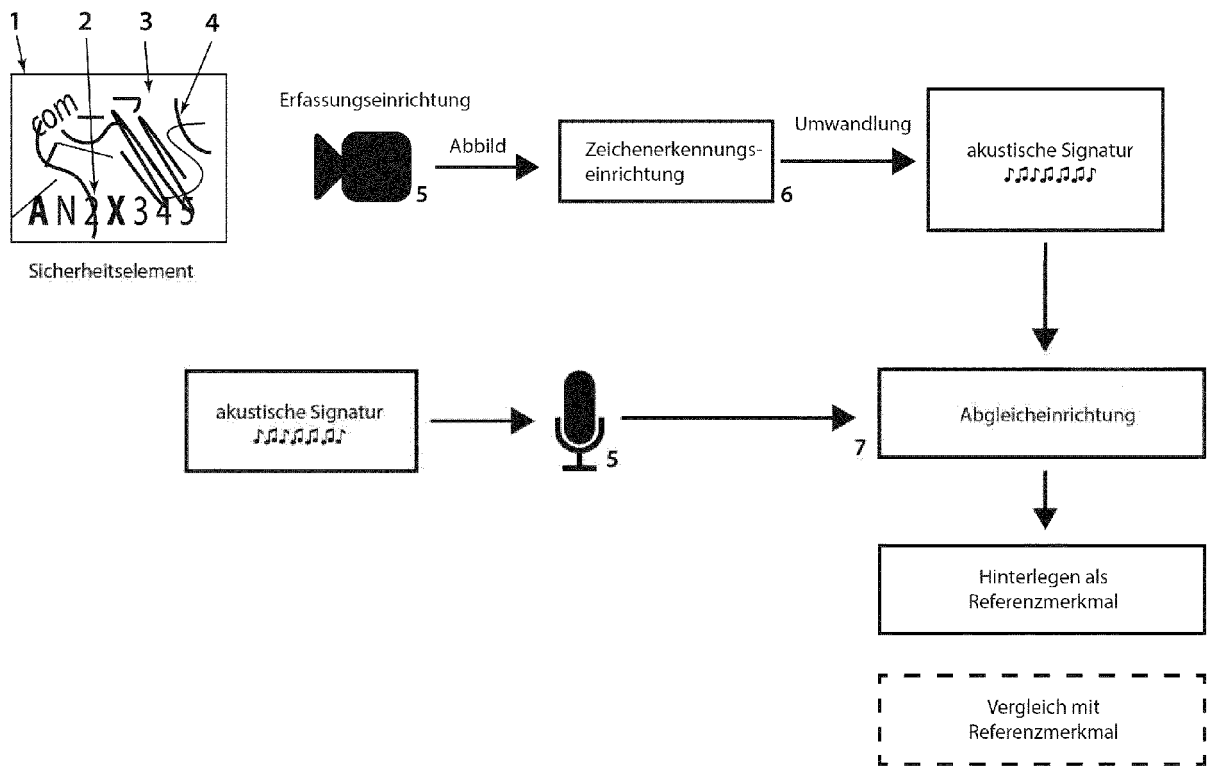 1
2
3
4
com
AN2X345
Sicherheitselement
Erfassungseinrichtung
5
Abbild
Zeichenerkennungs-
einrichtung
6
Umwandlung
akustische Signatur
♪♫♪♫♫♫♪
akustische Signatur
♪♫♪♫♫♫♪
5
7
Abgleicheinrichtung
Hinterlegen als
Referenzmerkmal
Vergleich mit
Referenzmerkmal